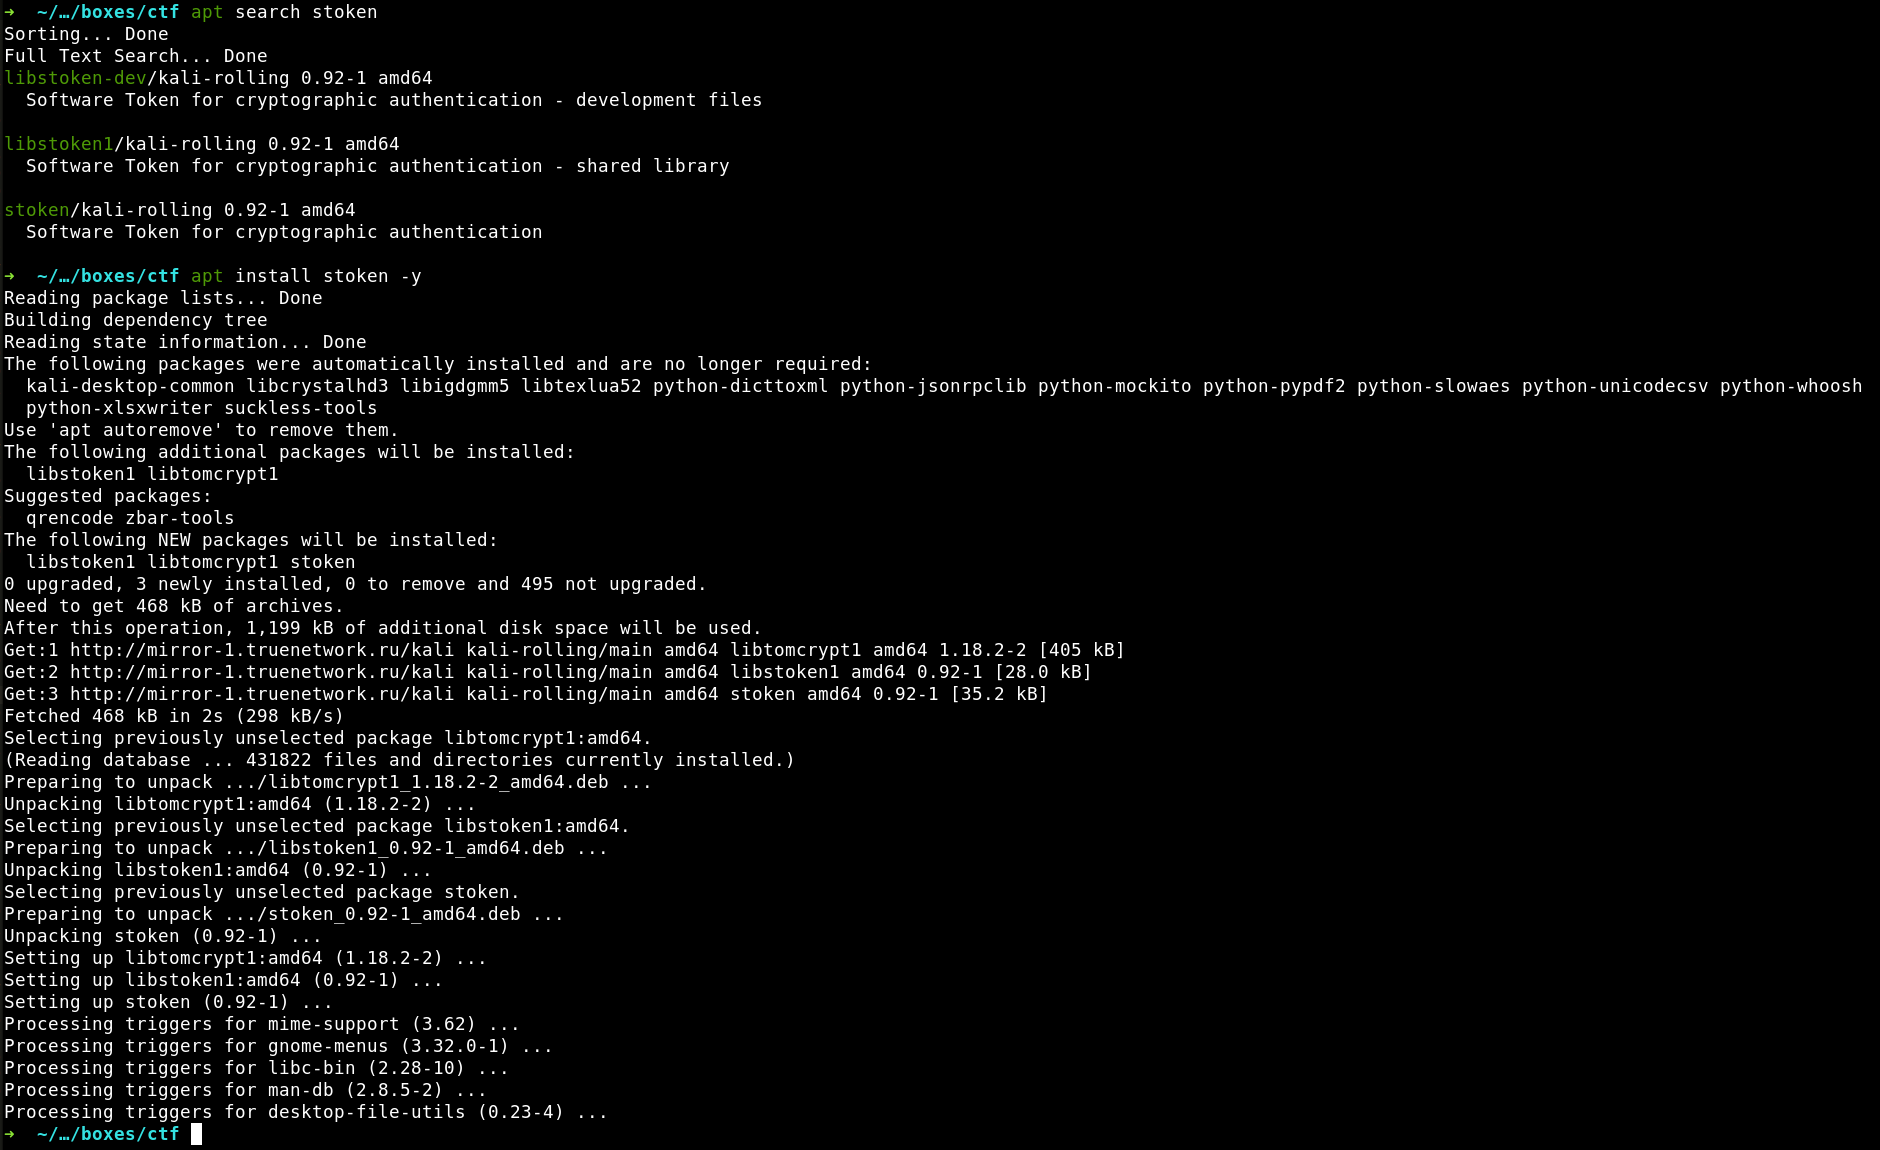 ➜  ~/…/boxes/ctf apt search stoken
Sorting... Done
Full Text Search... Done
libstoken-dev/kali-rolling 0.92-1 amd64
  Software Token for cryptographic authentication - development files

libstoken1/kali-rolling 0.92-1 amd64
  Software Token for cryptographic authentication - shared library

stoken/kali-rolling 0.92-1 amd64
  Software Token for cryptographic authentication

➜  ~/…/boxes/ctf apt install stoken -y
Reading package lists... Done
Building dependency tree
Reading state information... Done
The following packages were automatically installed and are no longer required:
  kali-desktop-common libcrystalhd3 libigdgmm5 libtexlua52 python-dicttoxml python-jsonrpclib python-mockito python-pypdf2 python-slowaes python-unicodecsv python-whoosh
  python-xlsxwriter suckless-tools
Use 'apt autoremove' to remove them.
The following additional packages will be installed:
  libstoken1 libtomcrypt1
Suggested packages:
  qrencode zbar-tools
The following NEW packages will be installed:
  libstoken1 libtomcrypt1 stoken
0 upgraded, 3 newly installed, 0 to remove and 495 not upgraded.
Need to get 468 kB of archives.
After this operation, 1,199 kB of additional disk space will be used.
Get:1 http://mirror-1.truenetwork.ru/kali kali-rolling/main amd64 libtomcrypt1 amd64 1.18.2-2 [405 kB]
Get:2 http://mirror-1.truenetwork.ru/kali kali-rolling/main amd64 libstoken1 amd64 0.92-1 [28.0 kB]
Get:3 http://mirror-1.truenetwork.ru/kali kali-rolling/main amd64 stoken amd64 0.92-1 [35.2 kB]
Fetched 468 kB in 2s (298 kB/s)
Selecting previously unselected package libtomcrypt1:amd64.
(Reading database ... 431822 files and directories currently installed.)
Preparing to unpack .../libtomcrypt1_1.18.2-2_amd64.deb ...
Unpacking libtomcrypt1:amd64 (1.18.2-2) ...
Selecting previously unselected package libstoken1:amd64.
Preparing to unpack .../libstoken1_0.92-1_amd64.deb ...
Unpacking libstoken1:amd64 (0.92-1) ...
Selecting previously unselected package stoken.
Preparing to unpack .../stoken_0.92-1_amd64.deb ...
Unpacking stoken (0.92-1) ...
Setting up libtomcrypt1:amd64 (1.18.2-2) ...
Setting up libstoken1:amd64 (0.92-1) ...
Setting up stoken (0.92-1) ...
Processing triggers for mime-support (3.62) ...
Processing triggers for gnome-menus (3.32.0-1) ...
Processing triggers for libc-bin (2.28-10) ...
Processing triggers for man-db (2.8.5-2) ...
Processing triggers for desktop-file-utils (0.23-4) ...
➜  ~/…/boxes/ctf